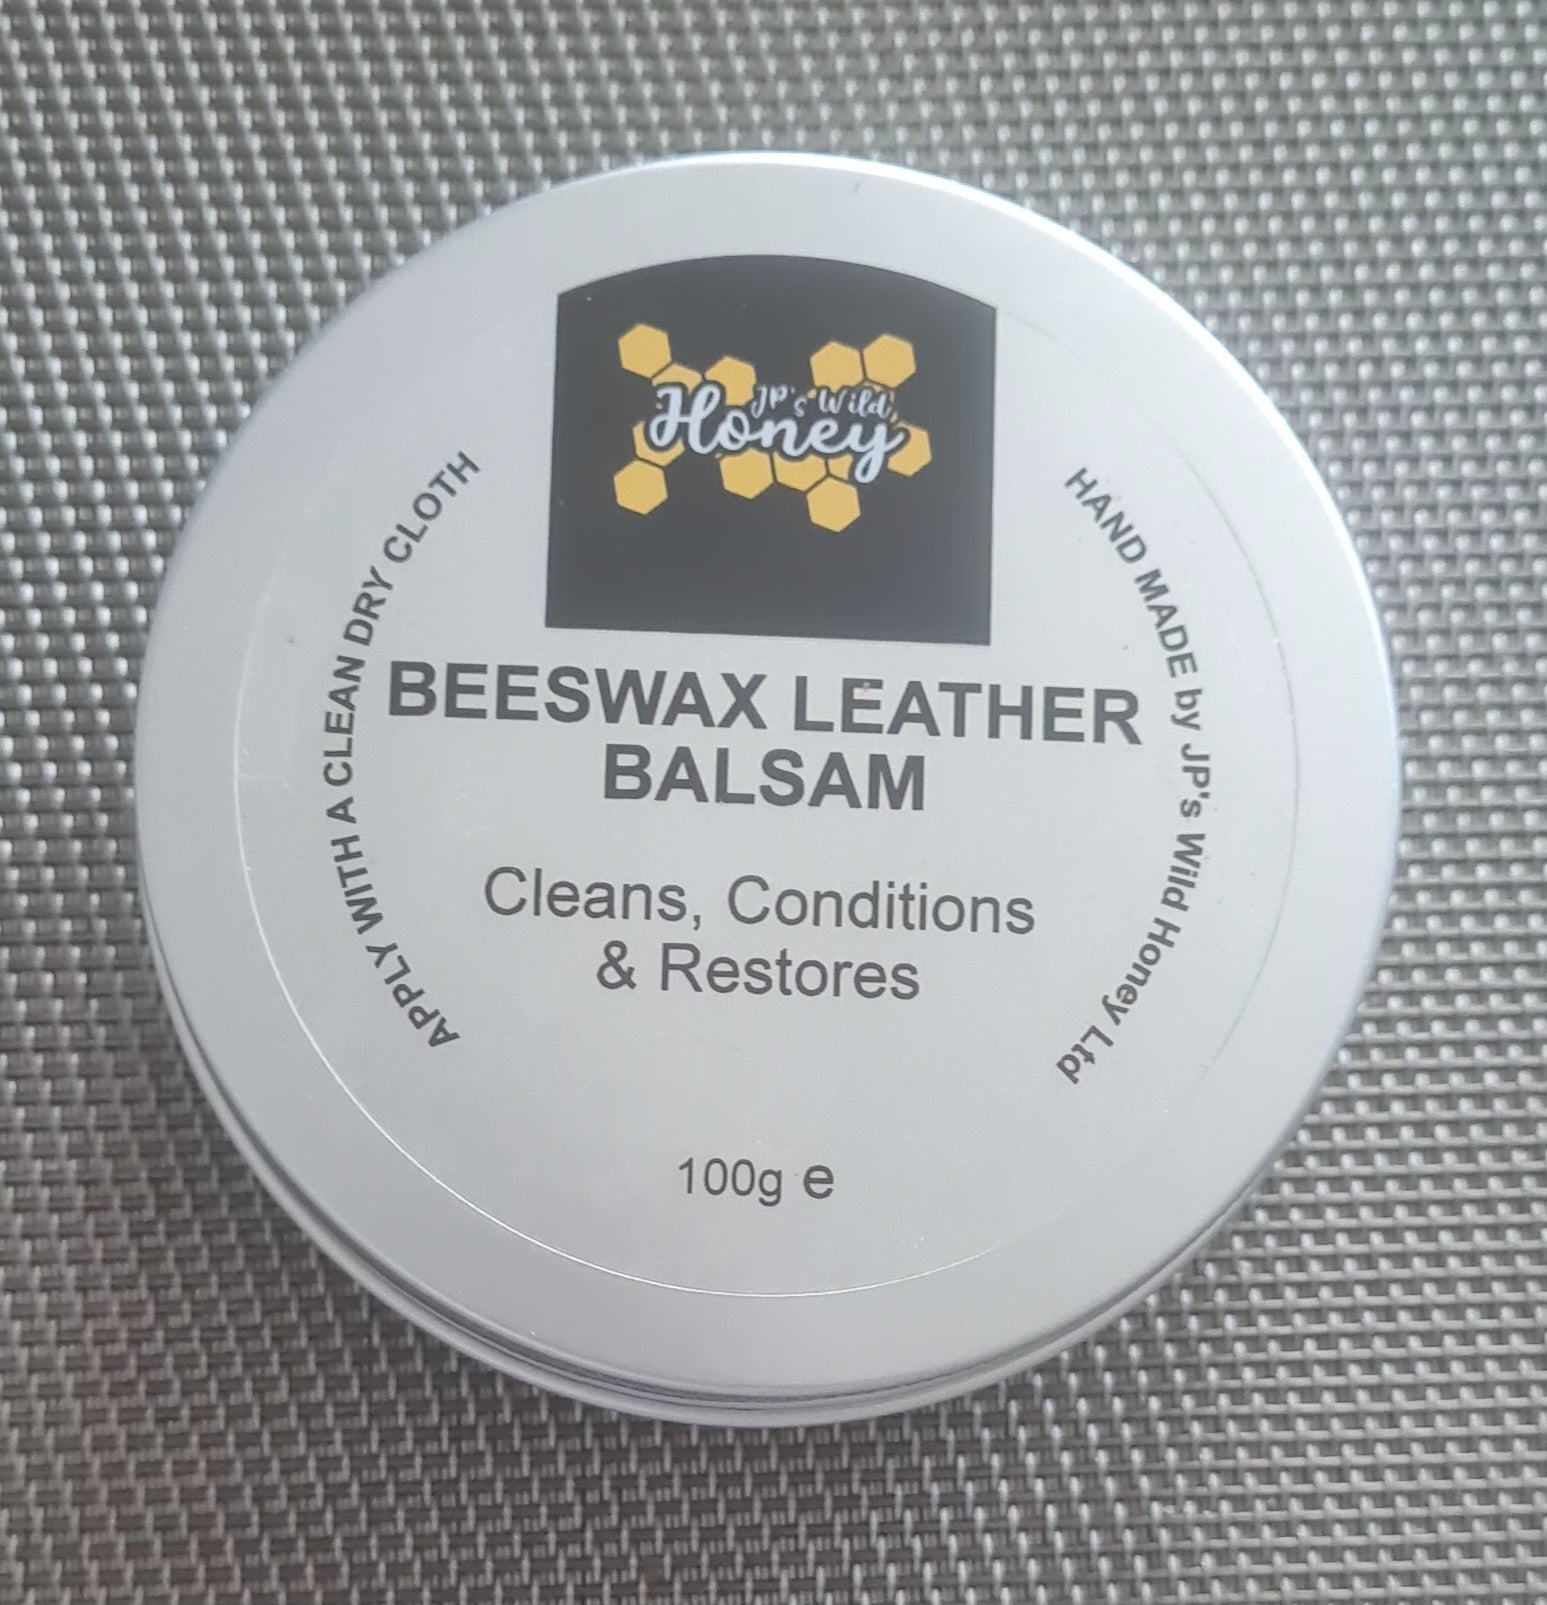 JP's Wild
Honey
BEESWAX LEATHER
BALSAM
Cleans, Conditions
& Restores
100g e
APPLY WITH A CLEAN DRY CLOTH
HAND MADE by JP's Wild Honey Ltd